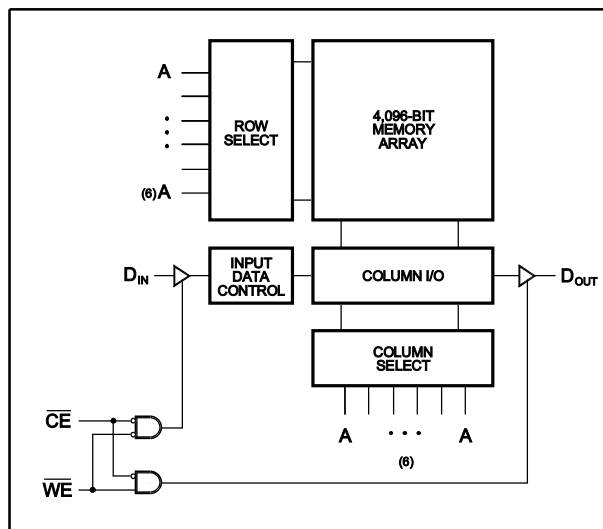 A
ROW
SELECT
(6) A
4,096-BIT
MEMORY
ARRAY
DIN
INPUT
DATA
CONTROL
COLUMN I/O
DOUT
COLUMN
SELECT
A A
(6)
CE
WE